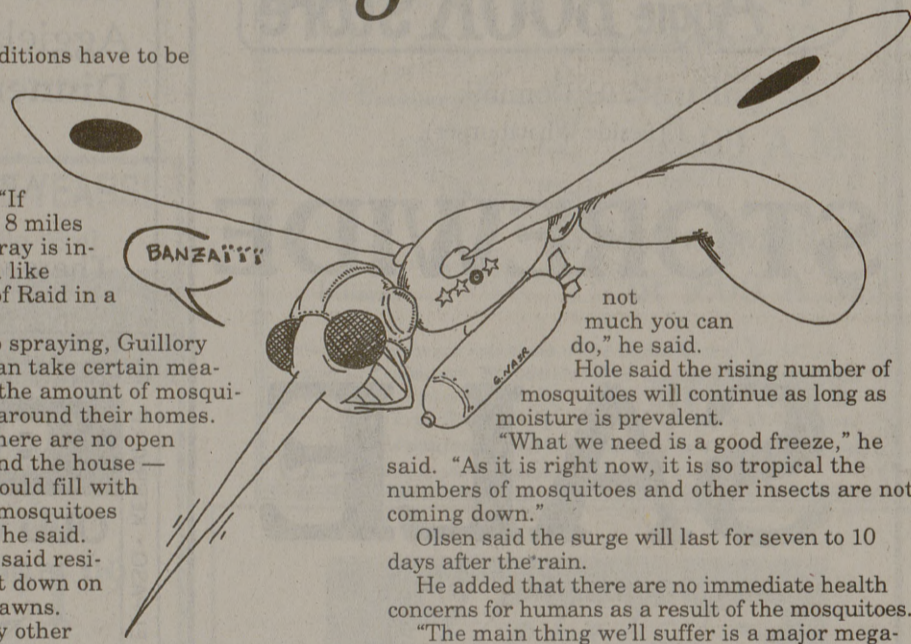 ditions have to be
“If
8 miles
ray is in-
like
of Raid in a
spraying, Guillory
an take certain mea-
the amount of mosqui-
around their homes.
here are no open
nd the house —
ould fill with
mosquitoes
he said.
said resi-
t down on
awns.
y other
BANZAIIII
G. NASR
not
much you can
do,” he said.
Hole said the rising number of
mosquitoes will continue as long as
moisture is prevalent.
“What we need is a good freeze,” he
said. “As it is right now, it is so tropical the
numbers of mosquitoes and other insects are not
coming down.”
Olsen said the surge will last for seven to 10
days after the rain.
He added that there are no immediate health
concerns for humans as a result of the mosquitoes.
“The main thing we’ll suffer is a major mega-